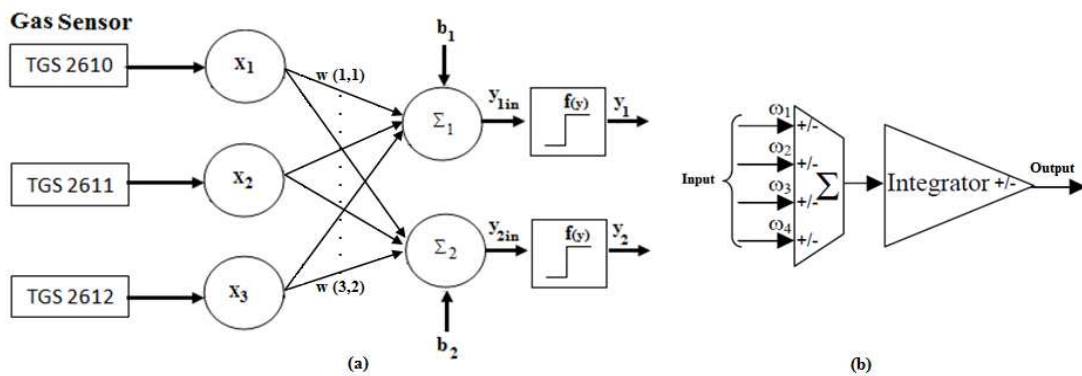 Gas Sensor
TGS 2610
TGS 2611
TGS 2612
X1
X2
X3
w (1,1)
w (3,2)
b1
Σ1
Σ2
b2
y1in
f(y)
y1
y2in
f(y)
y2
(a)
Input
ω1
+/-
ω2
+/-
ω3
+/-
ω4
+/-
Σ
Integrator +/-
Output
(b)